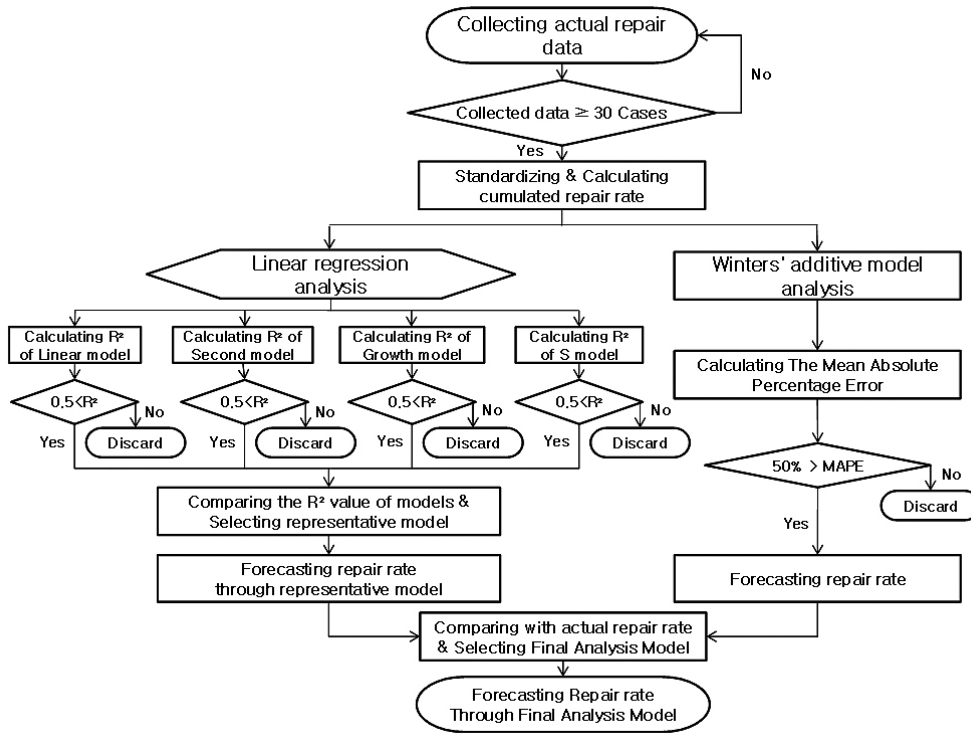 Collecting actual repair
data
No
Collected data ≥ 30 Cases
Yes
Standardizing & Calculating
cumulated repair rate
Linear regression
analysis
Winters' additive model
analysis
Calculating R²
of Linear model
Calculating R² of
Second model
Calculating R² of
Growth model
Calculating R²
of S model
Calculating The Mean Absolute
Percentage Error
0,5<R²
No
Yes
Discard
0,5<R²
No
Yes
Discard
0,5<R²
No
Yes
Discard
0,5<R²
No
Yes
Discard
50% > MAPE
No
Discard
Yes
Comparing the R² value of models &
Selecting representative model
Forecasting repair rate
through representative model
Forecasting repair rate
Comparing with actual repair rate
& Selecting Final Analysis Model
Forecasting Repair rate
Through Final Analysis Model